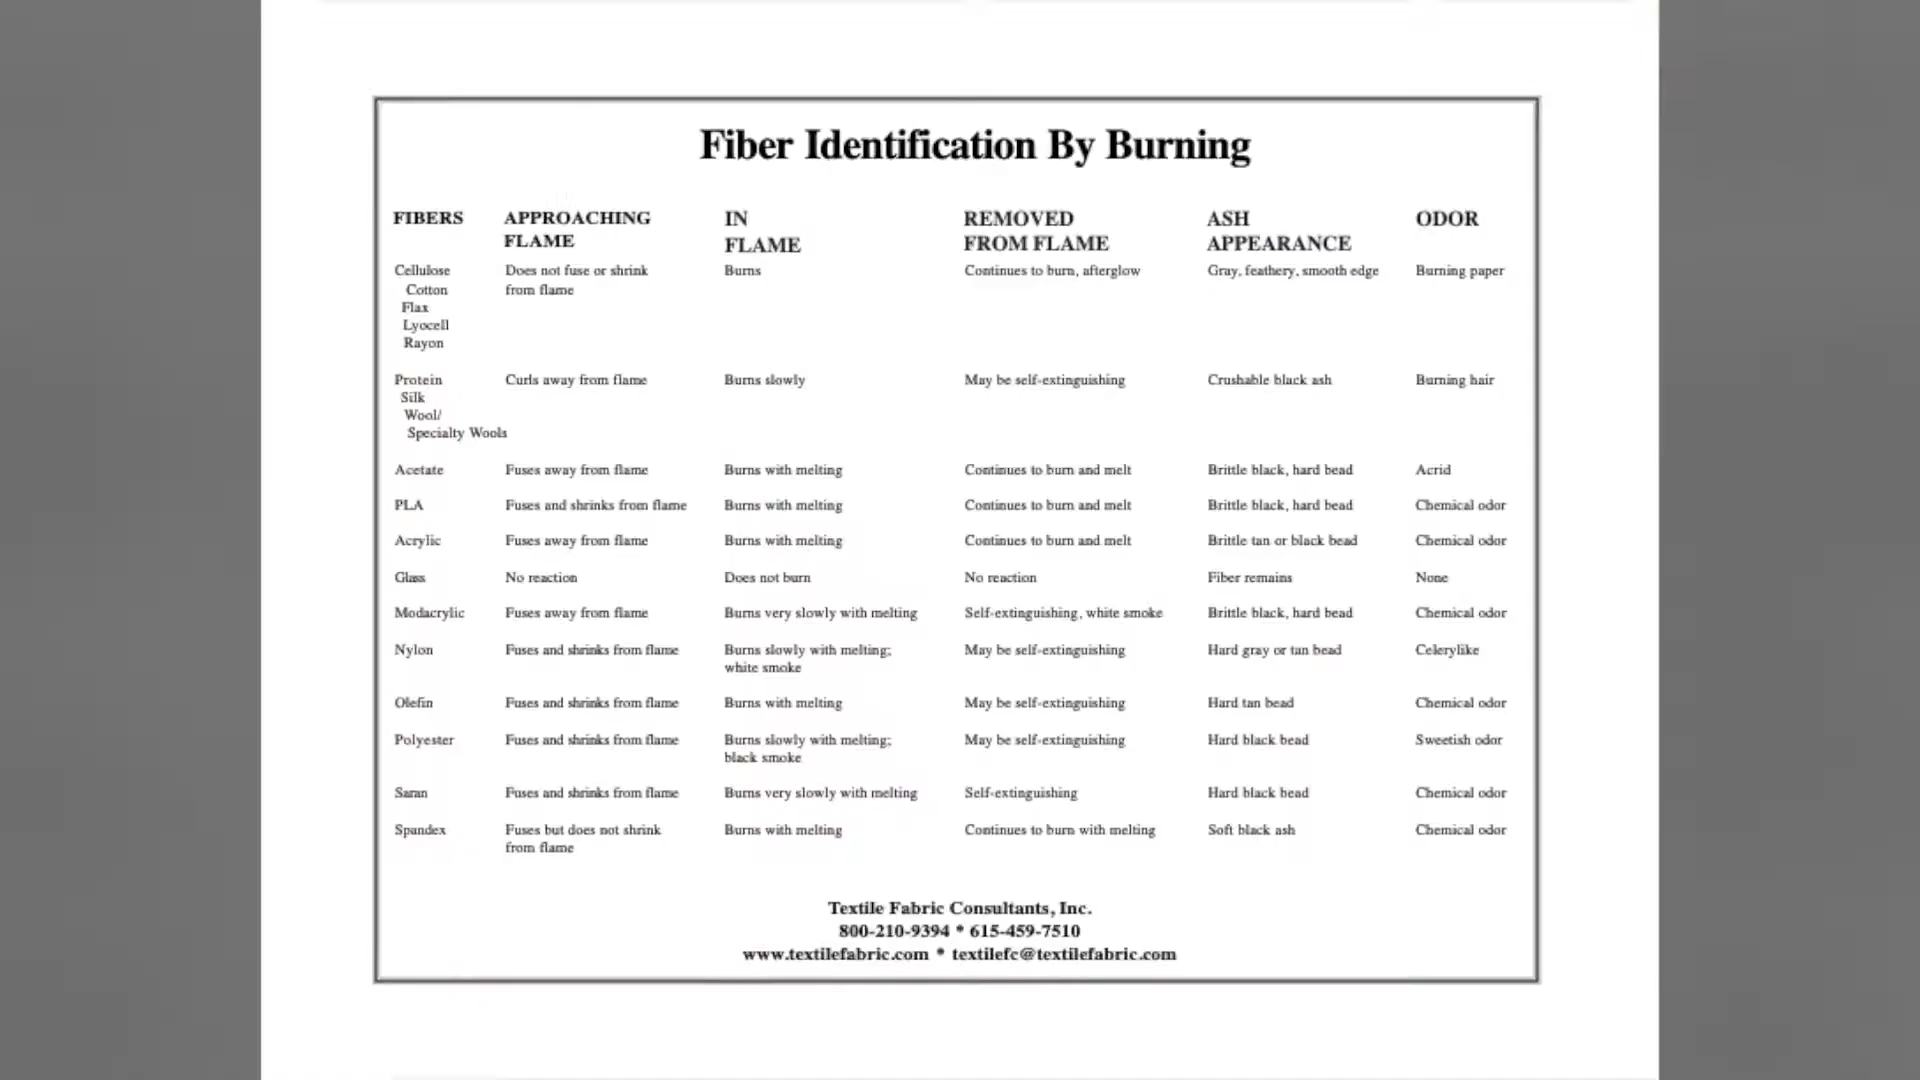 Fiber Identification By Burning
FIBERS APPROACHING FLAME IN FLAME REMOVED FROM FLAME ASH APPEARANCE ODOR
Cellulose Does not fuse or shrink Burns Continues to burn, afterglow Gray, feathery, smooth edge Burning paper
Cotton from flame
Flax
Lyocell
Rayon
Protein Curls away from flame Burns slowly May be self-extinguishing Crushable black ash Burning hair
Silk
Wool/
Specialty Wools
Acetate Fuses away from flame Burns with melting Continues to burn and melt Brittle black, hard bead Acrid
PLA Fuses and shrinks from flame Burns with melting Continues to burn and melt Brittle black, hard bead Chemical odor
Acrylic Fuses away from flame Burns with melting Continues to burn and melt Brittle tan or black bead Chemical odor
Glass No reaction Does not burn No reaction Fiber remains None
Modacrylic Fuses away from flame Burns very slowly with melting Self-extinguishing, white smoke Brittle black, hard bead Chemical odor
Nylon Fuses and shrinks from flame Burns slowly with melting; May be self-extinguishing Hard gray or tan bead Celerylike
white smoke
Olefin Fuses and shrinks from flame Burns with melting May be self-extinguishing Hard tan bead Chemical odor
Polyester Fuses and shrinks from flame Burns slowly with melting; May be self-extinguishing Hard black bead Sweetish odor
black smoke
Saran Fuses and shrinks from flame Burns very slowly with melting Self-extinguishing Hard black bead Chemical odor
Spandex Fuses but does not shrink Burns with melting Continues to burn with melting Soft black ash Chemical odor
from flame
Textile Fabric Consultants, Inc.
800-210-9394 * 615-459-7510
www.textilefabric.com * textilefc@textilefabric.com